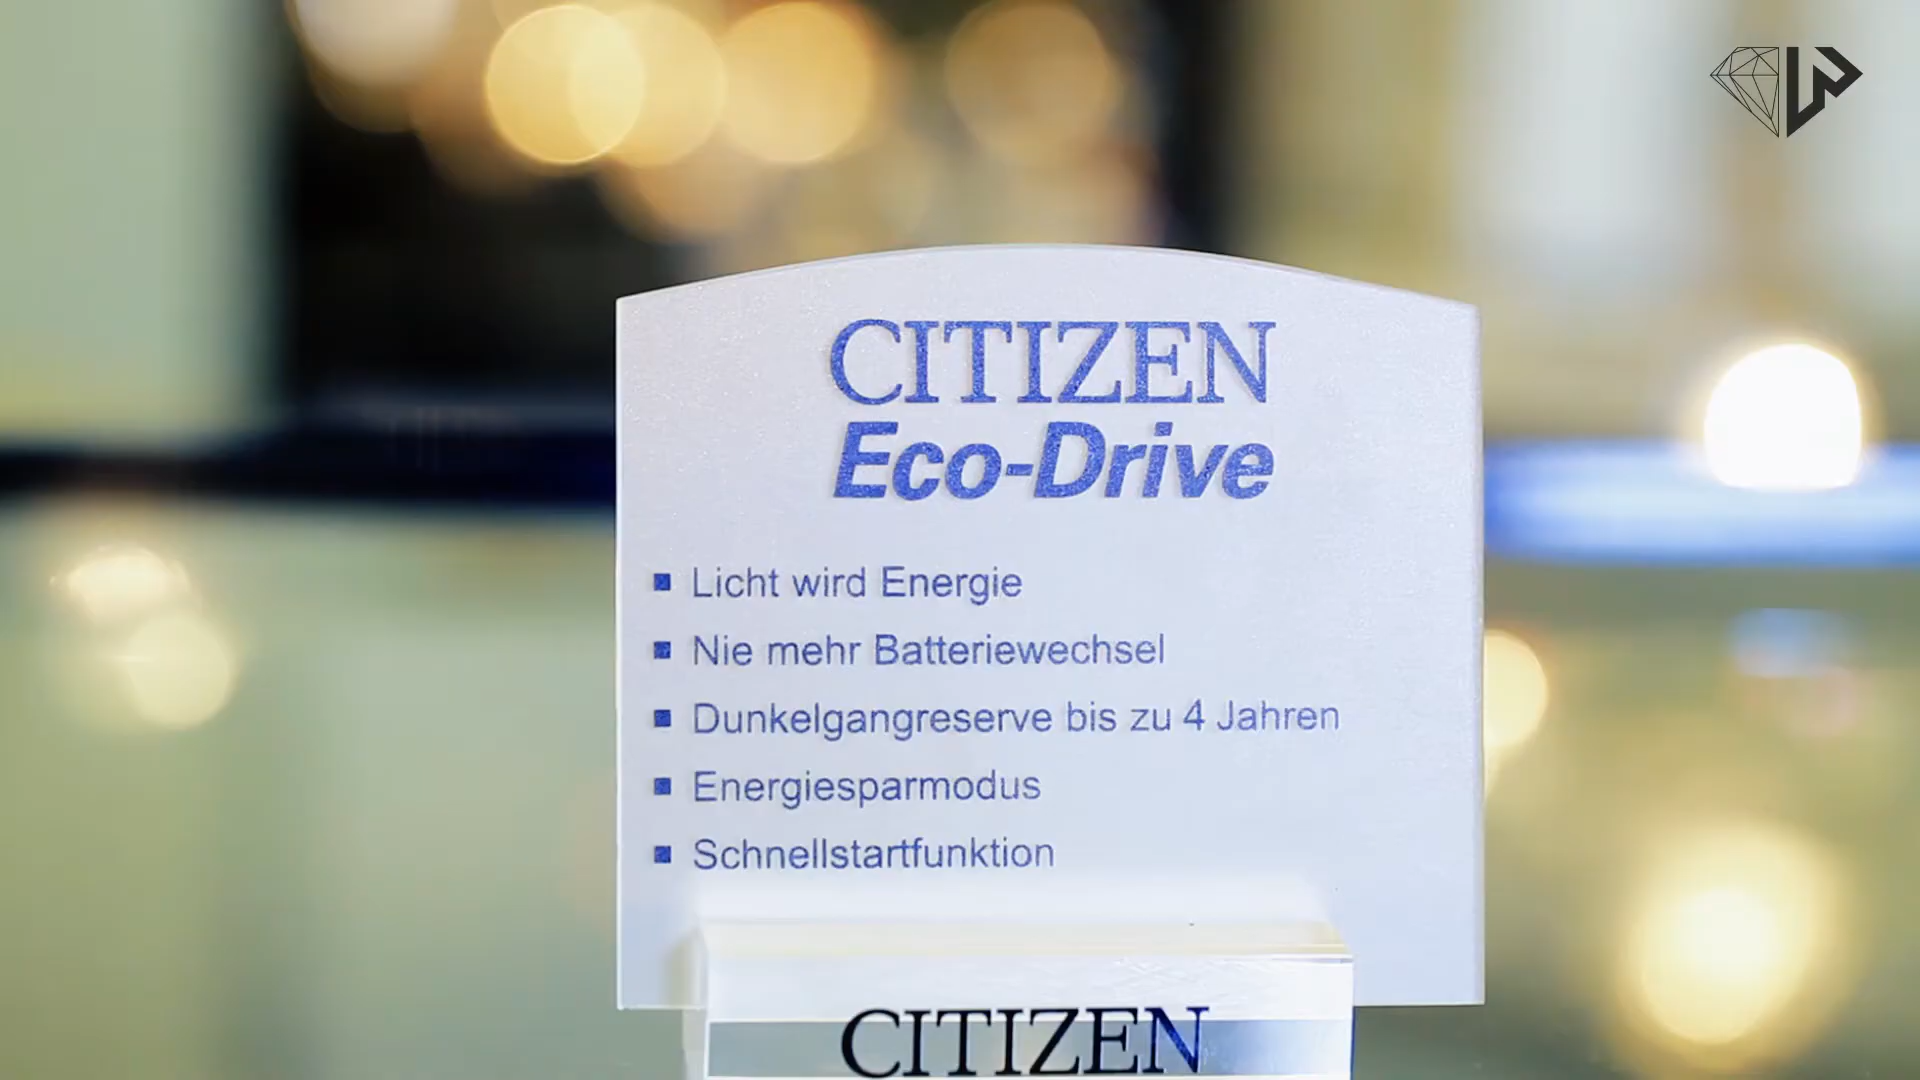 CITIZEN
Eco-Drive
Licht wird Energie
Nie mehr Batteriewechsel
Dunkelgangreserve bis zu 4 Jahren
Energiesparmodus
Schnellstartfunktion
CITIZEN